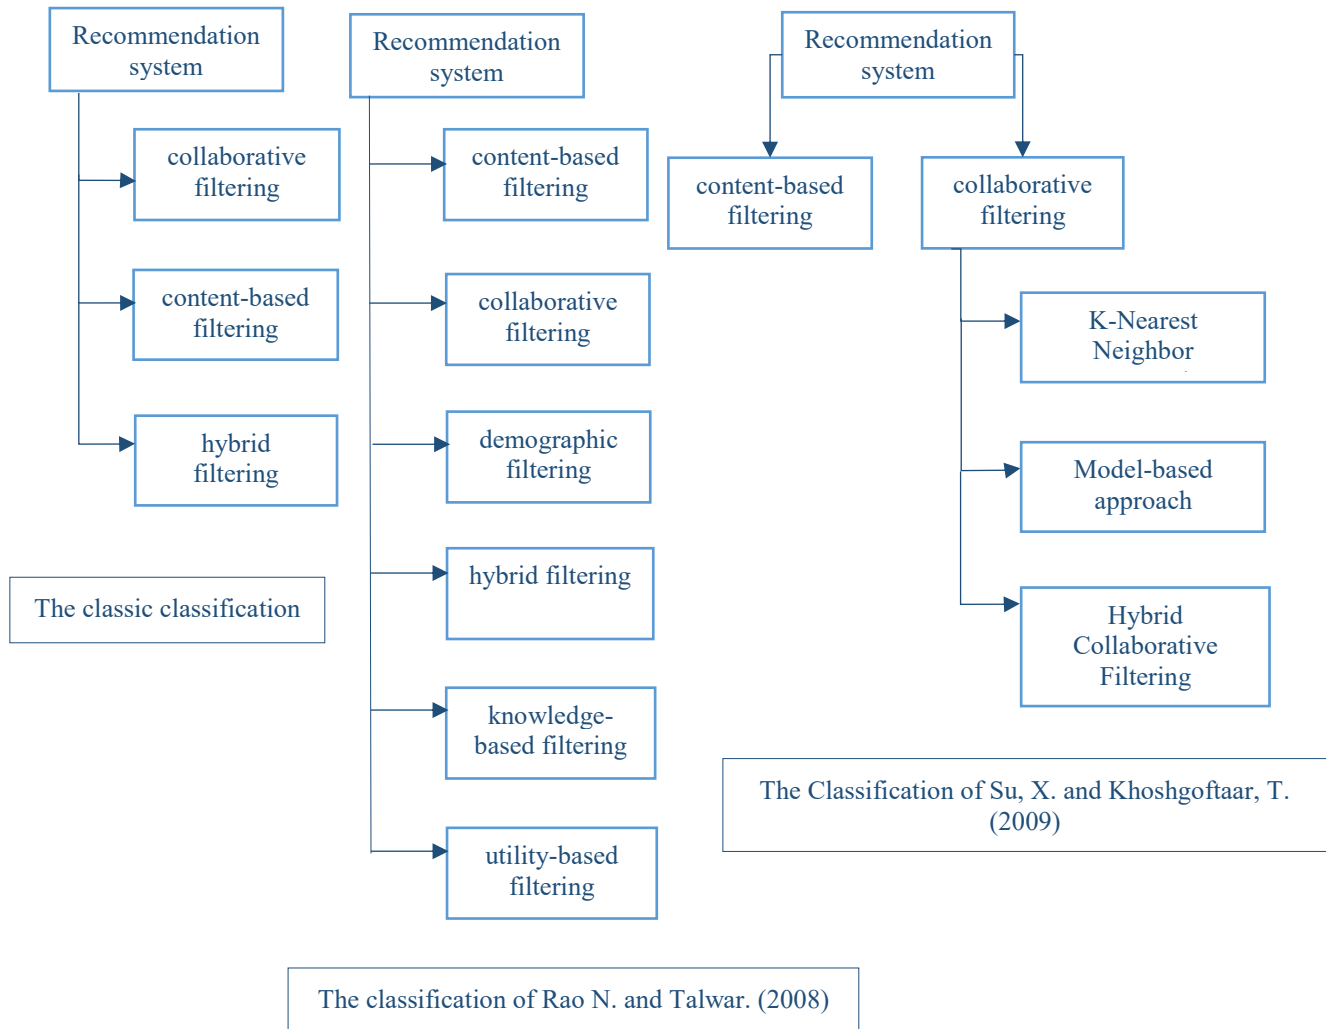 Recommendation
system
collaborative
filtering
content-based
filtering
hybrid
filtering
The classic classification
Recommendation
system
content-based
filtering
collaborative
filtering
demographic
filtering
hybrid filtering
knowledge-
based filtering
utility-based
filtering
The classification of Rao N. and Talwar. (2008)
Recommendation
system
content-based
filtering
collaborative
filtering
K-Nearest
Neighbor
Model-based
approach
Hybrid
Collaborative
Filtering
The Classification of Su, X. and Khoshgoftaar, T.
(2009)